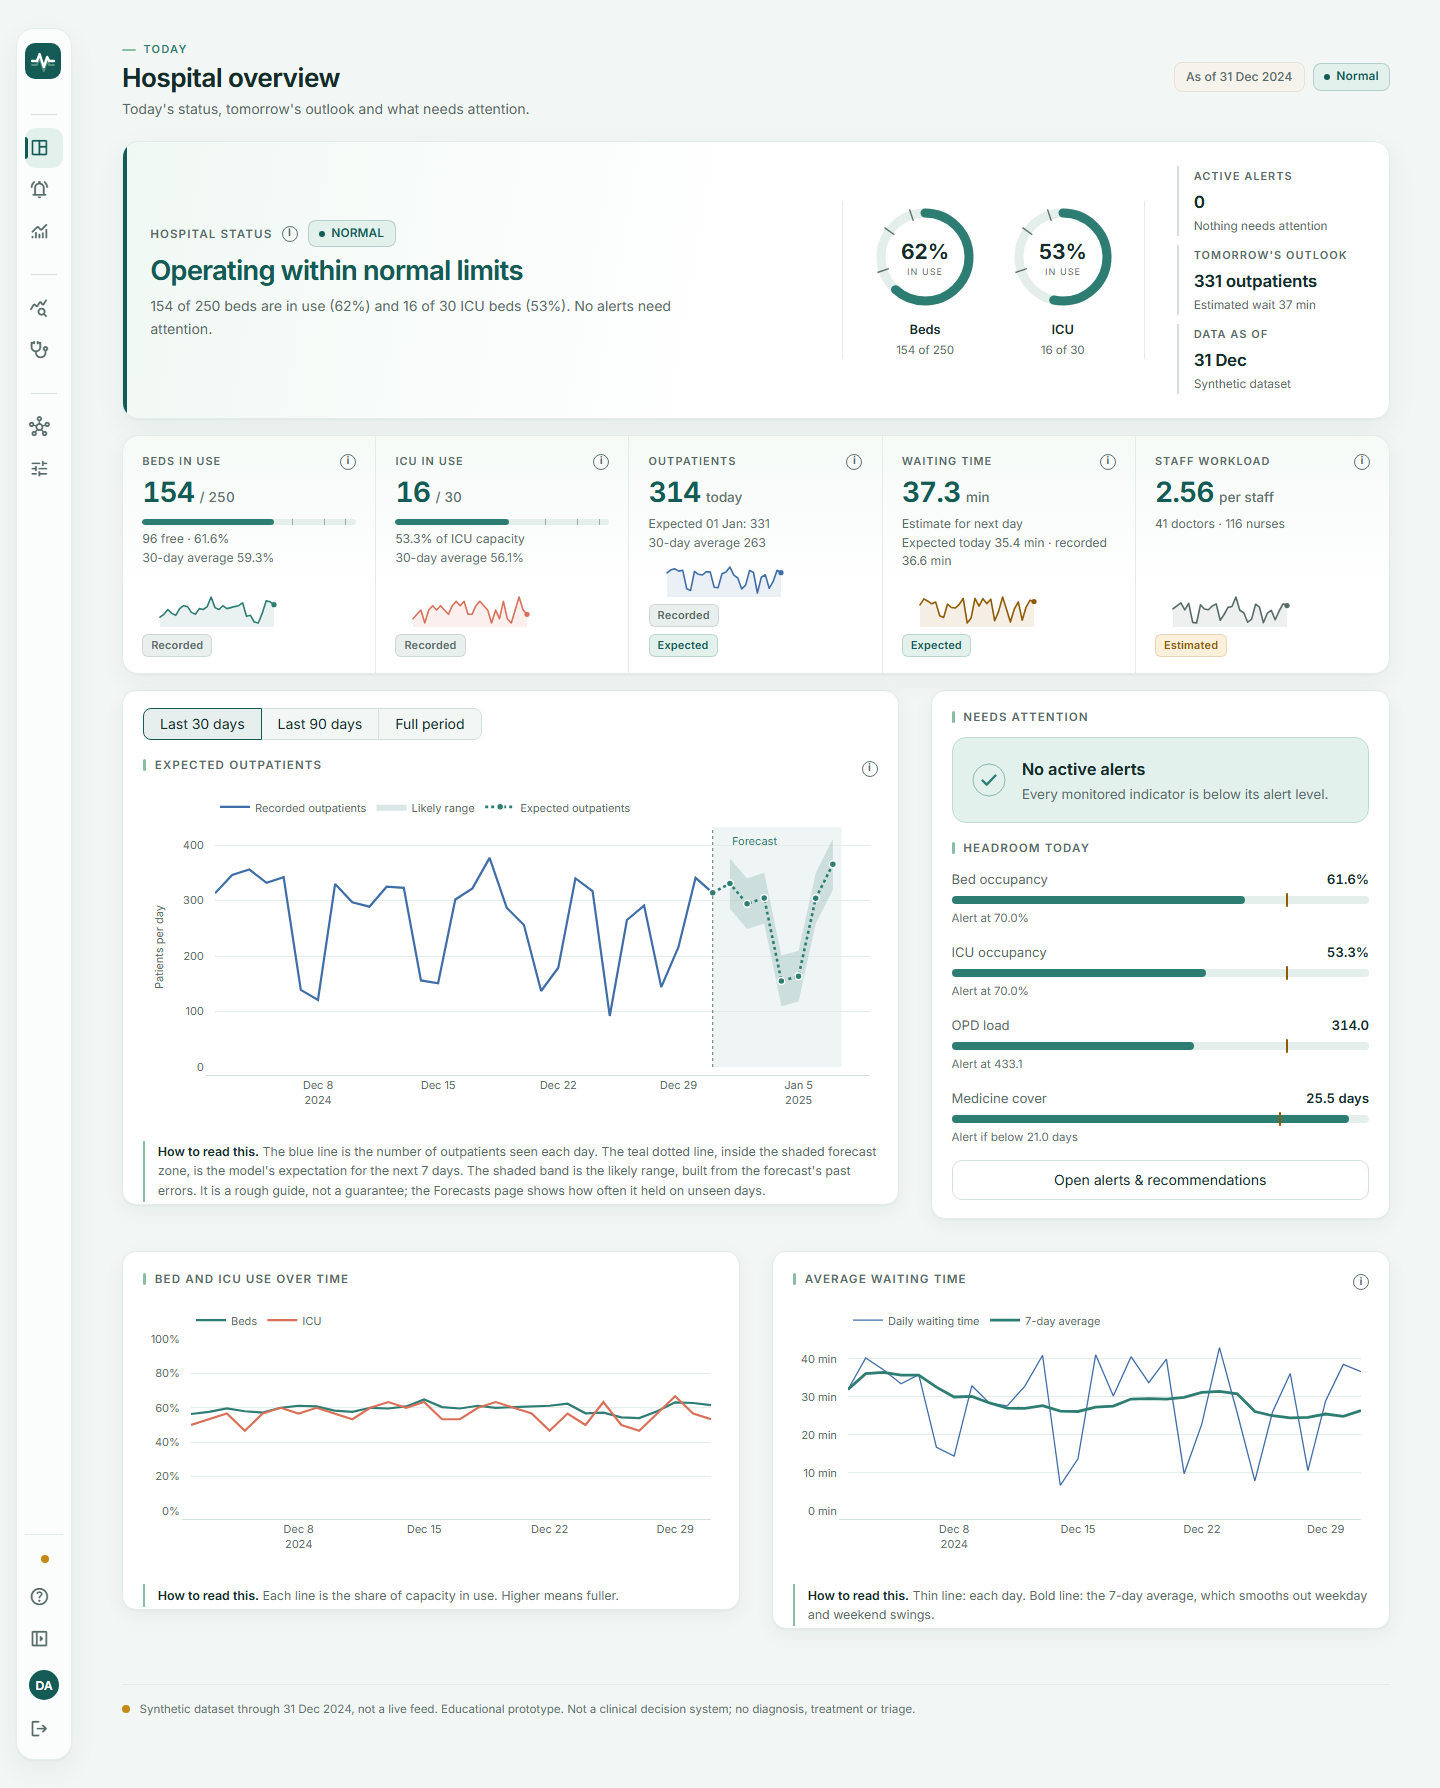 TODAY
Hospital overview
Today's status, tomorrow's outlook and what needs attention.
As of 31 Dec 2024
Normal
HOSPITAL STATUS
NORMAL
Operating within normal limits
154 of 250 beds are in use (62%) and 16 of 30 ICU beds (53%). No alerts need
attention.
62%
IN USE
Beds
154 of 250
53%
IN USE
ICU
16 of 30
ACTIVE ALERTS
0
Nothing needs attention
TOMORROW'S OUTLOOK
331 outpatients
Estimated wait 37 min
DATA AS OF
31 Dec
Synthetic dataset
BEDS IN USE
154 / 250
96 free · 61.6%
30-day average 59.3%
Recorded
ICU IN USE
16 / 30
53.3% of ICU capacity
30-day average 56.1%
Recorded
OUTPATIENTS
314 today
Expected 01 Jan: 331
30-day average 263
Recorded
Expected
WAITING TIME
37.3 min
Estimate for next day
Expected today 35.4 min · recorded
36.6 min
Expected
STAFF WORKLOAD
2.56 per staff
41 doctors · 116 nurses
Estimated
Last 30 days
Last 90 days
Full period
EXPECTED OUTPATIENTS
Recorded outpatients
Likely range
Expected outpatients
Forecast
Patients per day
400
300
200
100
0
Dec 8
2024
Dec 15
Dec 22
Dec 29
Jan 5
2025
How to read this. The blue line is the number of outpatients seen each day. The teal dotted line, inside the shaded forecast
zone, is the model's expectation for the next 7 days. The shaded band is the likely range, built from the forecast's past
errors. It is a rough guide, not a guarantee; the Forecasts page shows how often it held on unseen days.
NEEDS ATTENTION
No active alerts
Every monitored indicator is below its alert level.
HEADROOM TODAY
Bed occupancy
61.6%
Alert at 70.0%
ICU occupancy
53.3%
Alert at 70.0%
OPD load
314.0
Alert at 433.1
Medicine cover
25.5 days
Alert if below 21.0 days
Open alerts & recommendations
BED AND ICU USE OVER TIME
Beds
ICU
100%
80%
60%
40%
20%
0%
Dec 8
2024
Dec 15
Dec 22
Dec 29
How to read this. Each line is the share of capacity in use. Higher means fuller.
AVERAGE WAITING TIME
Daily waiting time
7-day average
40 min
30 min
20 min
10 min
0 min
Dec 8
2024
Dec 15
Dec 22
Dec 29
How to read this. Thin line: each day. Bold line: the 7-day average, which smooths out weekday
and weekend swings.
DA
Synthetic dataset through 31 Dec 2024, not a live feed. Educational prototype. Not a clinical decision system; no diagnosis, treatment or triage.